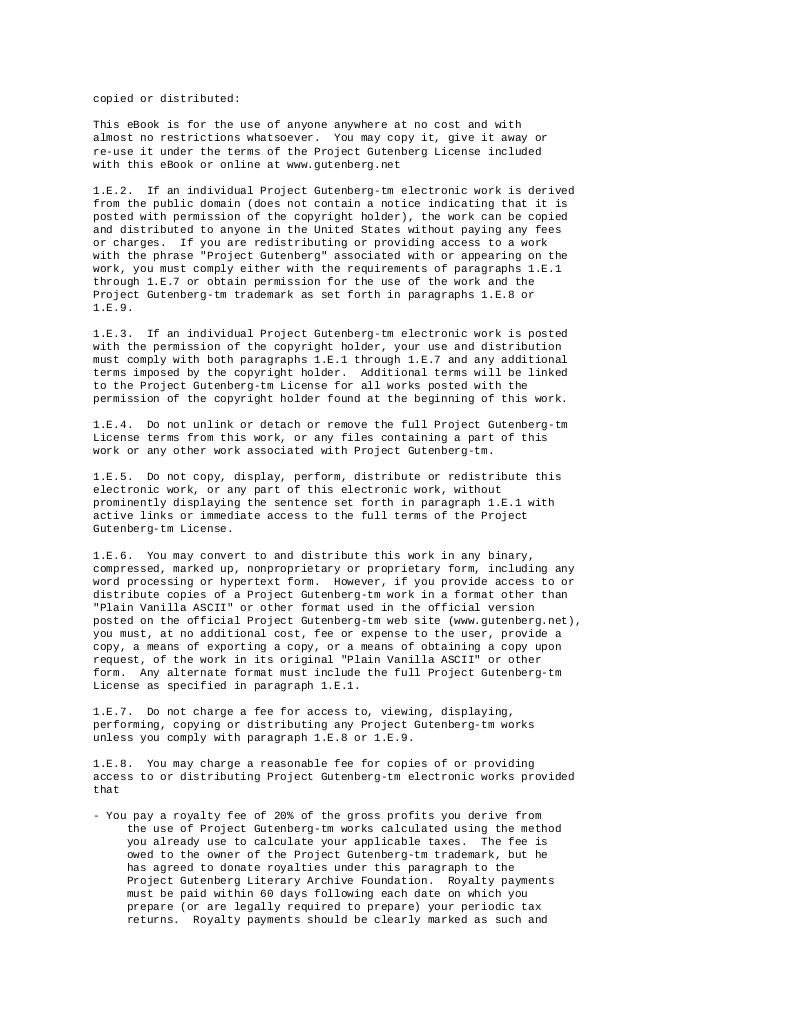 copied or distributed:
This eBook is for the use of anyone anywhere at no cost and with
almost no restrictions whatsoever.  You may copy it, give it away or
re-use it under the terms of the Project Gutenberg License included
with this eBook or online at www.gutenberg.net
1.E.2.  If an individual Project Gutenberg-tm electronic work is derived
from the public domain (does not contain a notice indicating that it is
posted with permission of the copyright holder), the work can be copied
and distributed to anyone in the United States without paying any fees
or charges.  If you are redistributing or providing access to a work
with the phrase "Project Gutenberg" associated with or appearing on the
work, you must comply either with the requirements of paragraphs 1.E.1
through 1.E.7 or obtain permission for the use of the work and the
Project Gutenberg-tm trademark as set forth in paragraphs 1.E.8 or
1.E.9.
1.E.3.  If an individual Project Gutenberg-tm electronic work is posted
with the permission of the copyright holder, your use and distribution
must comply with both paragraphs 1.E.1 through 1.E.7 and any additional
terms imposed by the copyright holder.  Additional terms will be linked
to the Project Gutenberg-tm License for all works posted with the
permission of the copyright holder found at the beginning of this work.
1.E.4.  Do not unlink or detach or remove the full Project Gutenberg-tm
License terms from this work, or any files containing a part of this
work or any other work associated with Project Gutenberg-tm.
1.E.5.  Do not copy, display, perform, distribute or redistribute this
electronic work, or any part of this electronic work, without
prominently displaying the sentence set forth in paragraph 1.E.1 with
active links or immediate access to the full terms of the Project
Gutenberg-tm License.
1.E.6.  You may convert to and distribute this work in any binary,
compressed, marked up, nonproprietary or proprietary form, including any
word processing or hypertext form.  However, if you provide access to or
distribute copies of a Project Gutenberg-tm work in a format other than
"Plain Vanilla ASCII" or other format used in the official version
posted on the official Project Gutenberg-tm web site (www.gutenberg.net),
you must, at no additional cost, fee or expense to the user, provide a
copy, a means of exporting a copy, or a means of obtaining a copy upon
request, of the work in its original "Plain Vanilla ASCII" or other
form.  Any alternate format must include the full Project Gutenberg-tm
License as specified in paragraph 1.E.1.
1.E.7.  Do not charge a fee for access to, viewing, displaying,
performing, copying or distributing any Project Gutenberg-tm works
unless you comply with paragraph 1.E.8 or 1.E.9.
1.E.8.  You may charge a reasonable fee for copies of or providing
access to or distributing Project Gutenberg-tm electronic works provided
that
- You pay a royalty fee of 20% of the gross profits you derive from
the use of Project Gutenberg-tm works calculated using the method
you already use to calculate your applicable taxes.  The fee is
owed to the owner of the Project Gutenberg-tm trademark, but he
has agreed to donate royalties under this paragraph to the
Project Gutenberg Literary Archive Foundation.  Royalty payments
must be paid within 60 days following each date on which you
prepare (or are legally required to prepare) your periodic tax
returns.  Royalty payments should be clearly marked as such and